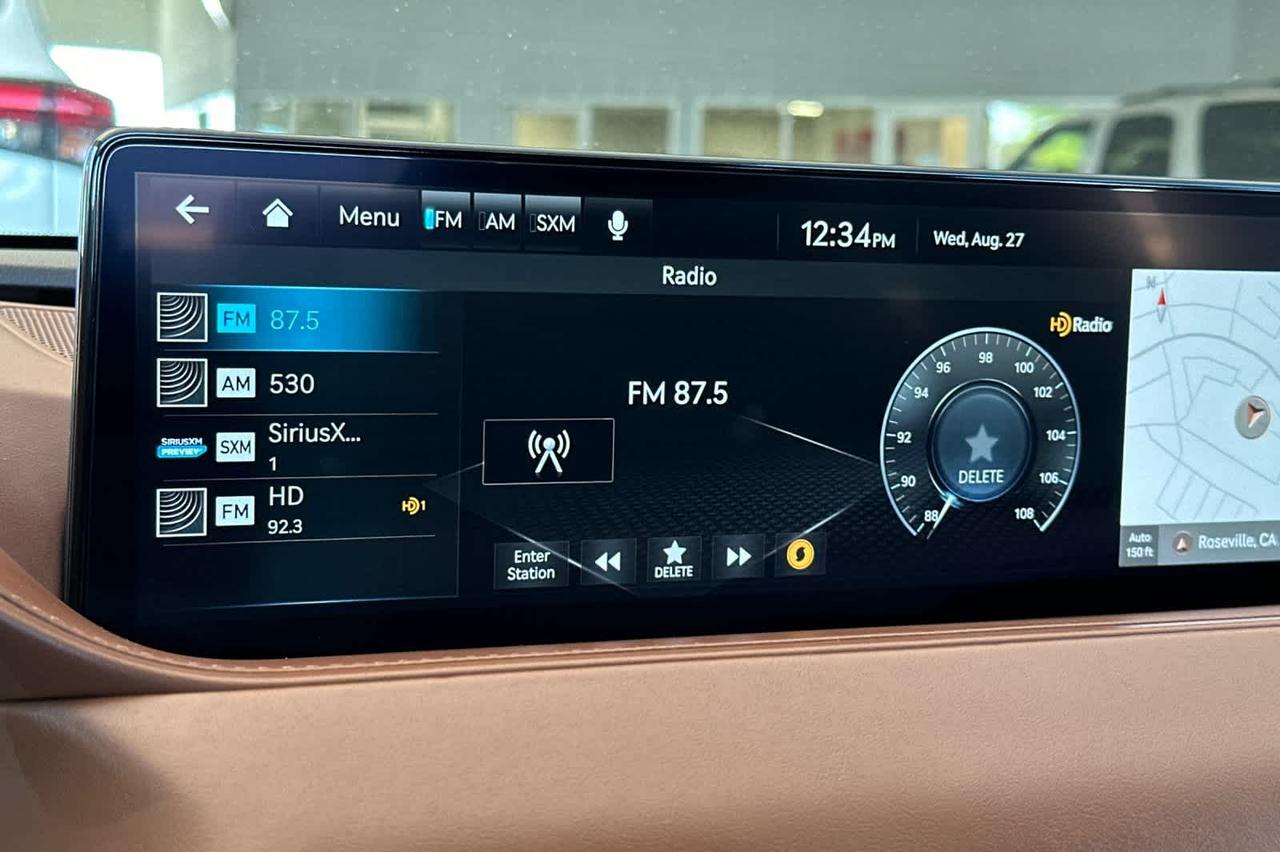 Menu
FM
AM
SXM
12:34PM
Wed, Aug. 27
Radio
FM 87.5
AM 530
SIRIUSXM
PREVIEW
SXM
SiriusX...
1
FM
HD
92.3
HD1
FM 87.5
Enter
Station
DELETE
HD Radio
88
90
92
94
96
98
100
102
104
106
108
DELETE
N
Auto
150 ft
Roseville, CA